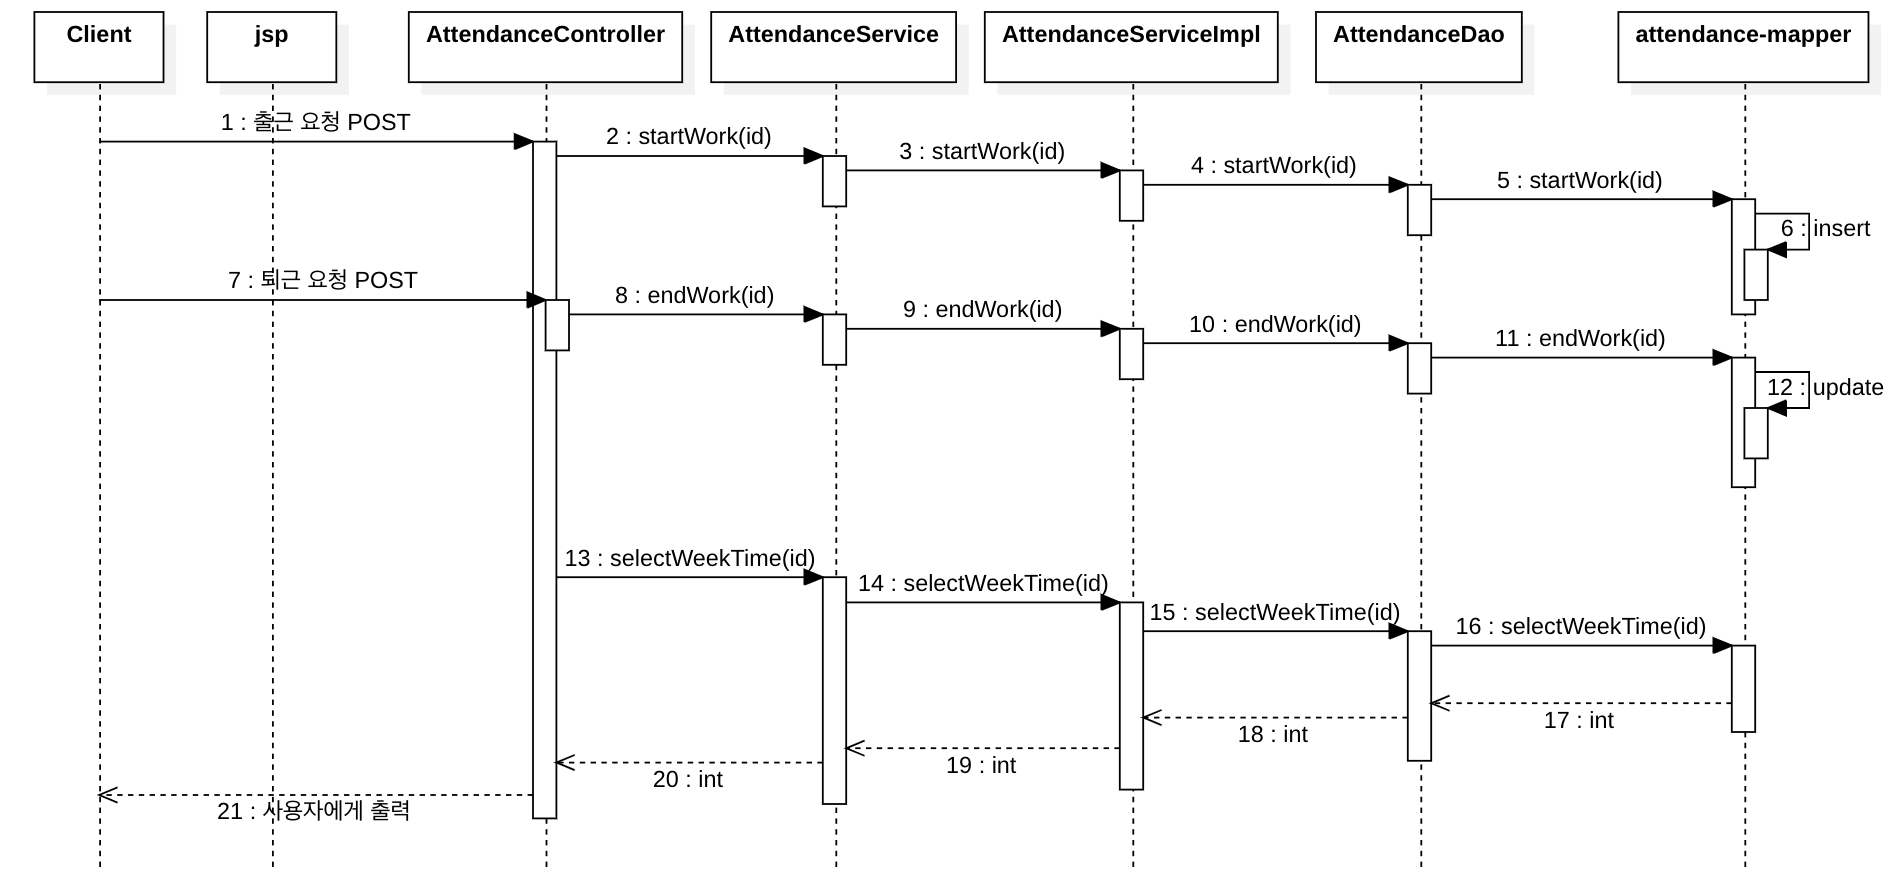 Client
jsp
AttendanceController
AttendanceService
AttendanceServiceImpl
AttendanceDao
attendance-mapper
1 : 출근 요청 POST
2 : startWork(id)
3 : startWork(id)
4 : startWork(id)
5 : startWork(id)
6 : insert
7 : 퇴근 요청 POST
8 : endWork(id)
9 : endWork(id)
10 : endWork(id)
11 : endWork(id)
12 : update
13 : selectWeekTime(id)
14 : selectWeekTime(id)
15 : selectWeekTime(id)
16 : selectWeekTime(id)
17 : int
18 : int
19 : int
20 : int
21 : 사용자에게 출력